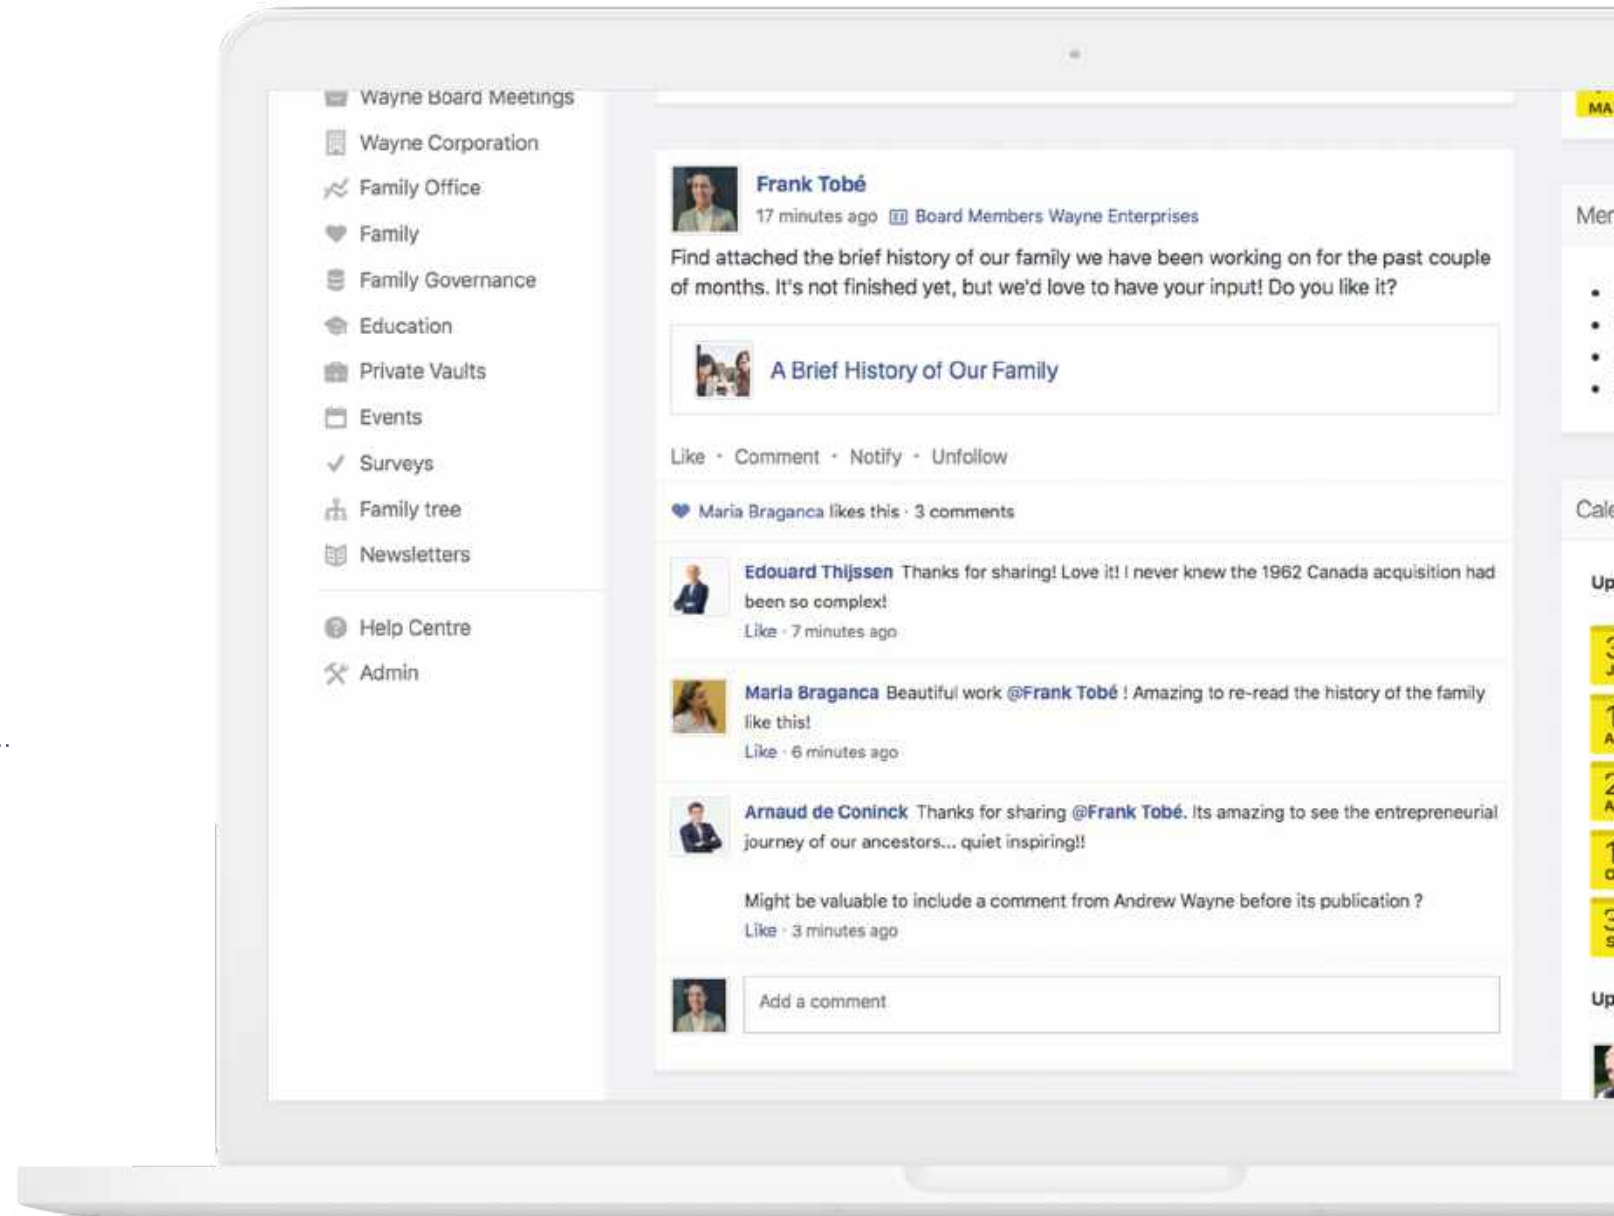 ..
Wayne Board Meetings
Wayne Corporation
Family Office
Family
Family Governance
Education
Private Vaults
Events
Surveys
Family tree
Newsletters
Help Centre
Admin
Frank Tobé
17 minutes ago Board Members Wayne Enterprises
Find attached the brief history of our family we have been working on for the past couple
of months. It's not finished yet, but we'd love to have your input! Do you like it?
A Brief History of Our Family
Like · Comment · Notify · Unfollow
Maria Braganca likes this · 3 comments
Edouard Thijssen Thanks for sharing! Love it! I never knew the 1962 Canada acquisition had
been so complex!
Like · 7 minutes ago
Maria Braganca Beautiful work @Frank Tobé ! Amazing to re-read the history of the family
like this!
Like · 6 minutes ago
Arnaud de Coninck Thanks for sharing @Frank Tobé. Its amazing to see the entrepreneurial
journey of our ancestors... quiet inspiring!!
Might be valuable to include a comment from Andrew Wayne before its publication ?
Like · 3 minutes ago
Add a comment
MA
Mer
Cale
Up
Up